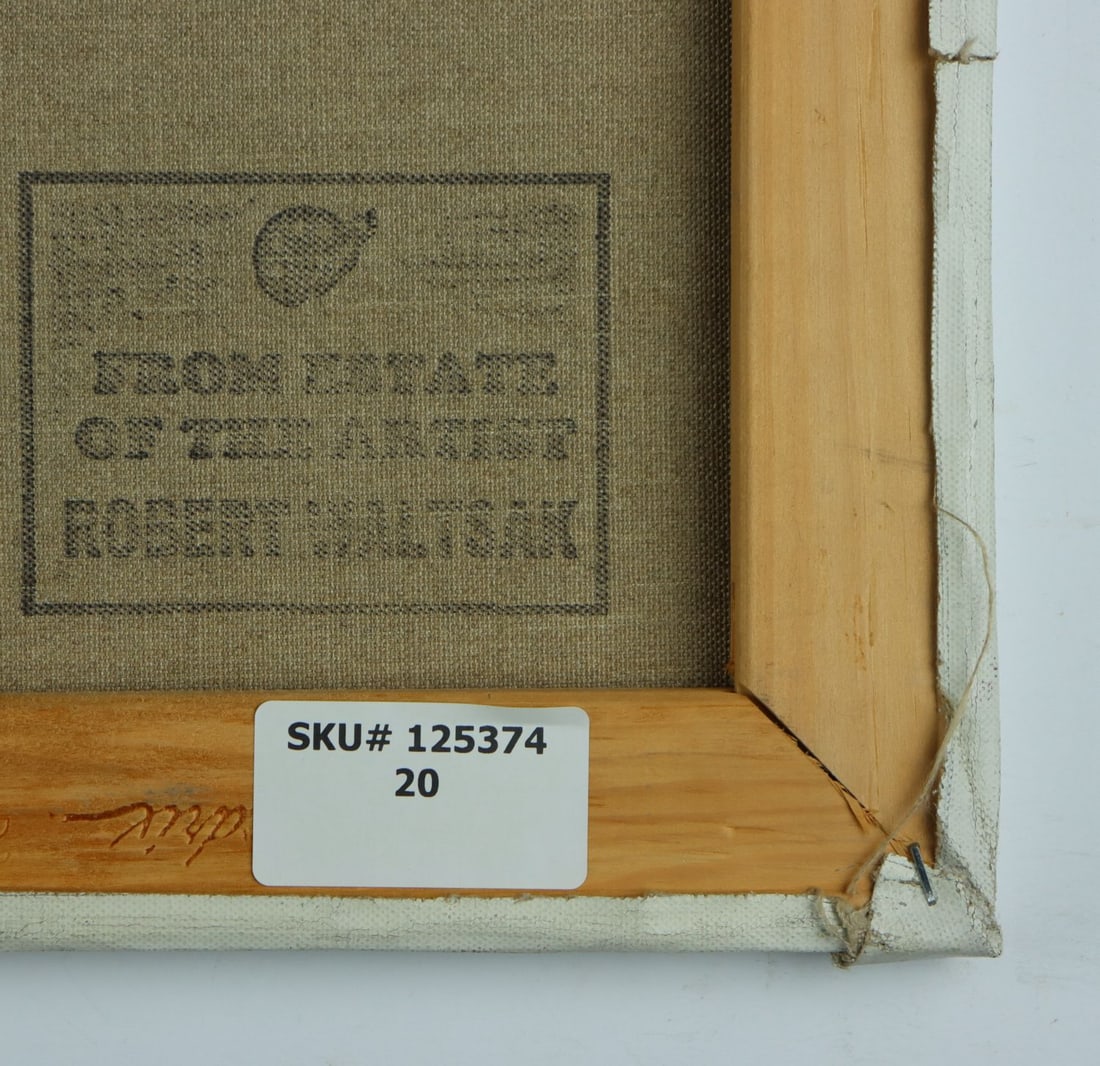 FROM ESTATE
OF THE ARTIST
ROBERT WALTSAK
SKU# 125374
20